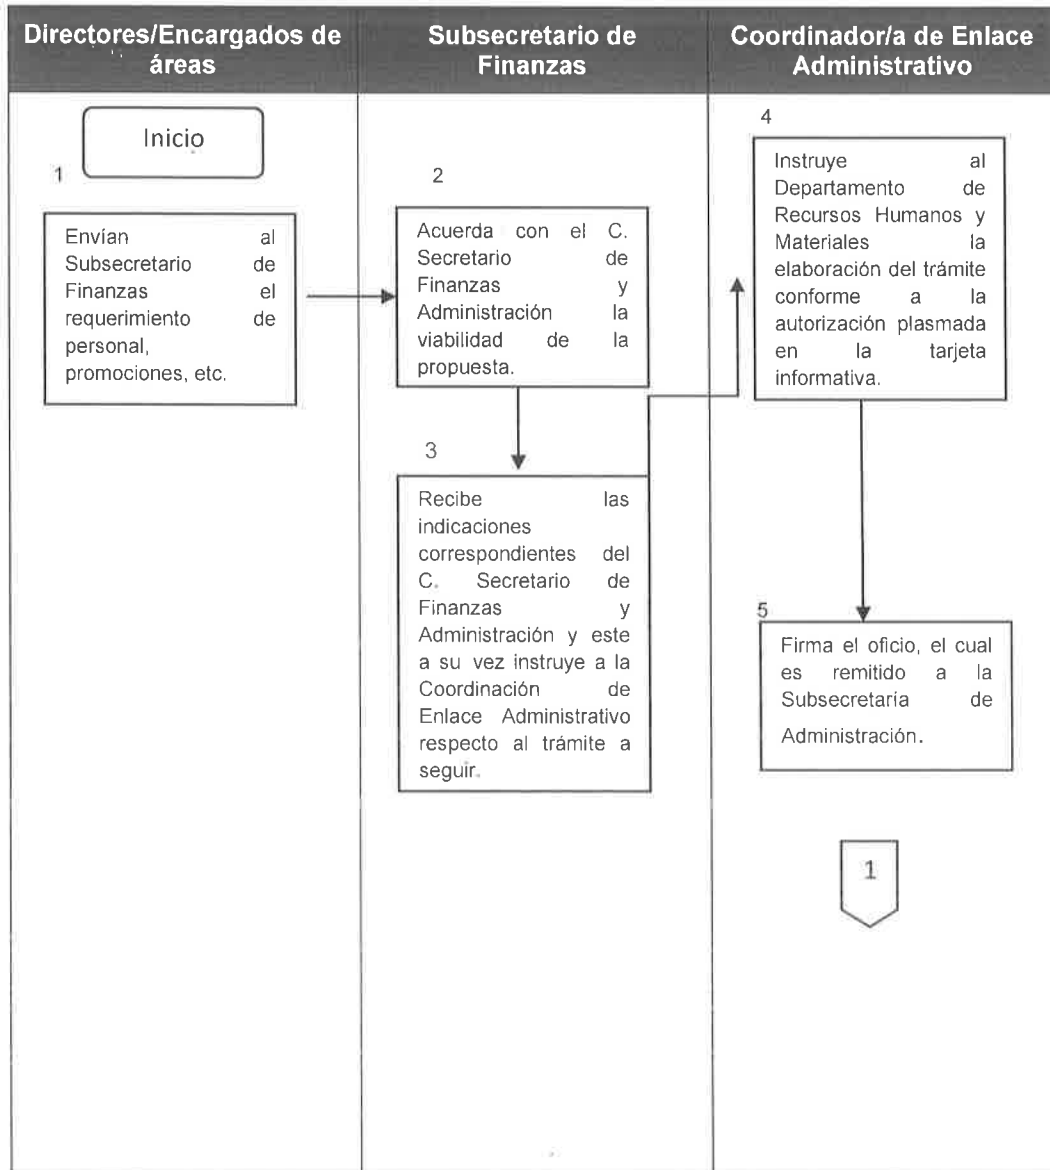 Directores/Encargados de
áreas
Subsecretario de
Finanzas
Coordinador/a de Enlace
Administrativo
Inicio
1
Envían al
Subsecretario de
Finanzas el
requerimiento de
personal,
promociones, etc.
2
Acuerda con el C.
Secretario de
Finanzas y
Administración la
viabilidad de la
propuesta.
3
Recibe las
indicaciones
correspondientes del
C. Secretario de
Finanzas y
Administración y este
a su vez instruye a la
Coordinación de
Enlace Administrativo
respecto al trámite a
seguir.
4
Instruye al
Departamento de
Recursos Humanos y
Materiales la
elaboración del trámite
conforme a la
autorización plasmada
en la tarjeta
informativa.
5
Firma el oficio, el cual
es remitido a la
Subsecretaría de
Administración.
1